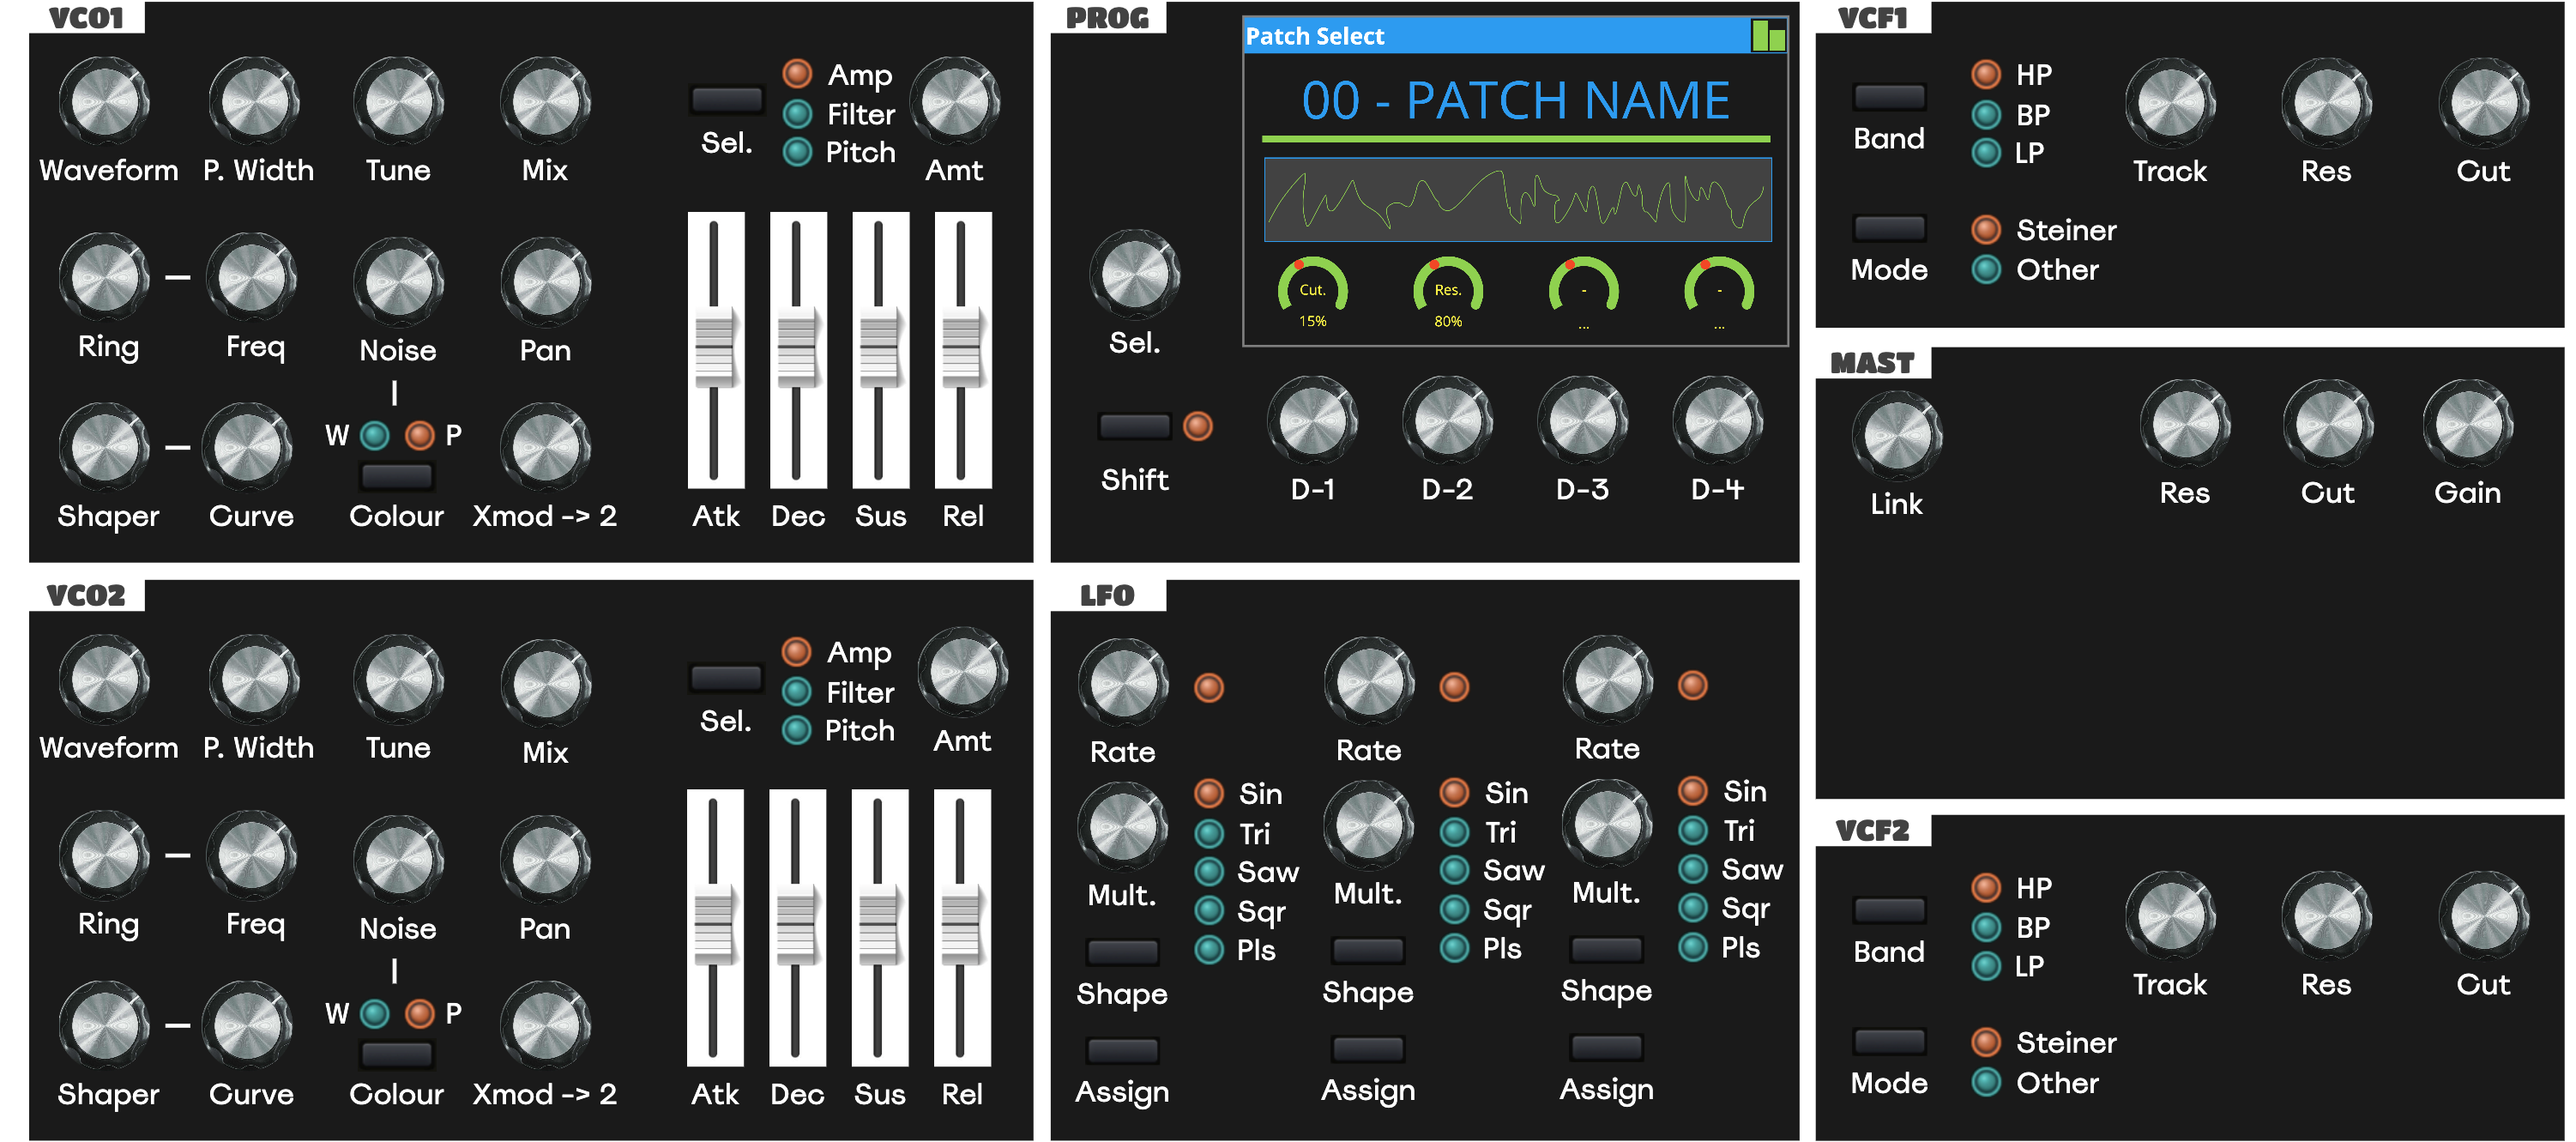 VCO1
Waveform P. Width Tune Mix
Sel.
Amp
Filter
Pitch
Amt
Ring – Freq Noise Pan
W P
Shaper – Curve Colour Xmod -> 2
Atk Dec Sus Rel
PROG
Patch Select
00 - PATCH NAME
Cut. Res. - -
15% 80% ... ...
Sel.
Shift
D-1 D-2 D-3 D-4
VCF1
Band
HP
BP
LP
Track Res Cut
Mode
Steiner
Other
MAST
Link Res Cut Gain
VCO2
Waveform P. Width Tune Mix
Sel.
Amp
Filter
Pitch
Amt
Ring – Freq Noise Pan
W P
Shaper – Curve Colour Xmod -> 2
Atk Dec Sus Rel
LFO
Rate Rate Rate
Sin Sin Sin
Tri Tri Tri
Saw Saw Saw
Mult. Mult. Mult.
Sqr Sqr Sqr
Pls Pls Pls
Shape Shape Shape
Assign Assign Assign
VCF2
Band
HP
BP
LP
Track Res Cut
Mode
Steiner
Other